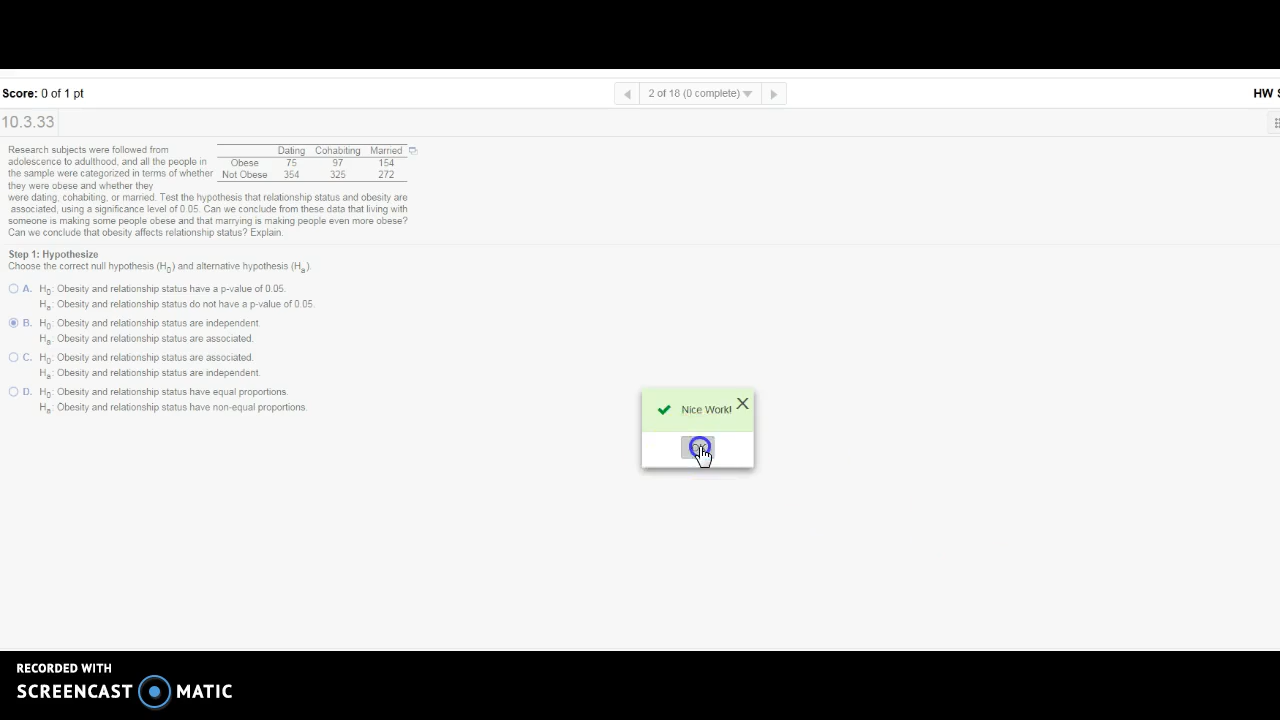 Score: 0 of 1 pt
2 of 18 (0 complete)
HW S
10.3.33
Research subjects were followed from
adolescence to adulthood, and all the people in
the sample were categorized in terms of whether
they were obese and whether they
were dating, cohabiting, or married. Test the hypothesis that relationship status and obesity are
associated, using a significance level of 0.05. Can we conclude from these data that living with
someone is making some people obese and that marrying is making people even more obese?
Can we conclude that obesity affects relationship status? Explain.
Dating Cohabiting Married
Obese 75 97 154
Not Obese 354 325 272
Step 1: Hypothesize
Choose the correct null hypothesis (H0) and alternative hypothesis (Ha).
A. H0: Obesity and relationship status have a p-value of 0.05.
Ha: Obesity and relationship status do not have a p-value of 0.05.
B. H0: Obesity and relationship status are independent.
Ha: Obesity and relationship status are associated.
C. H0: Obesity and relationship status are associated.
Ha: Obesity and relationship status are independent.
D. H0: Obesity and relationship status have equal proportions.
Ha: Obesity and relationship status have non-equal proportions.
Nice Work!
RECORDED WITH
SCREENCAST MATIC